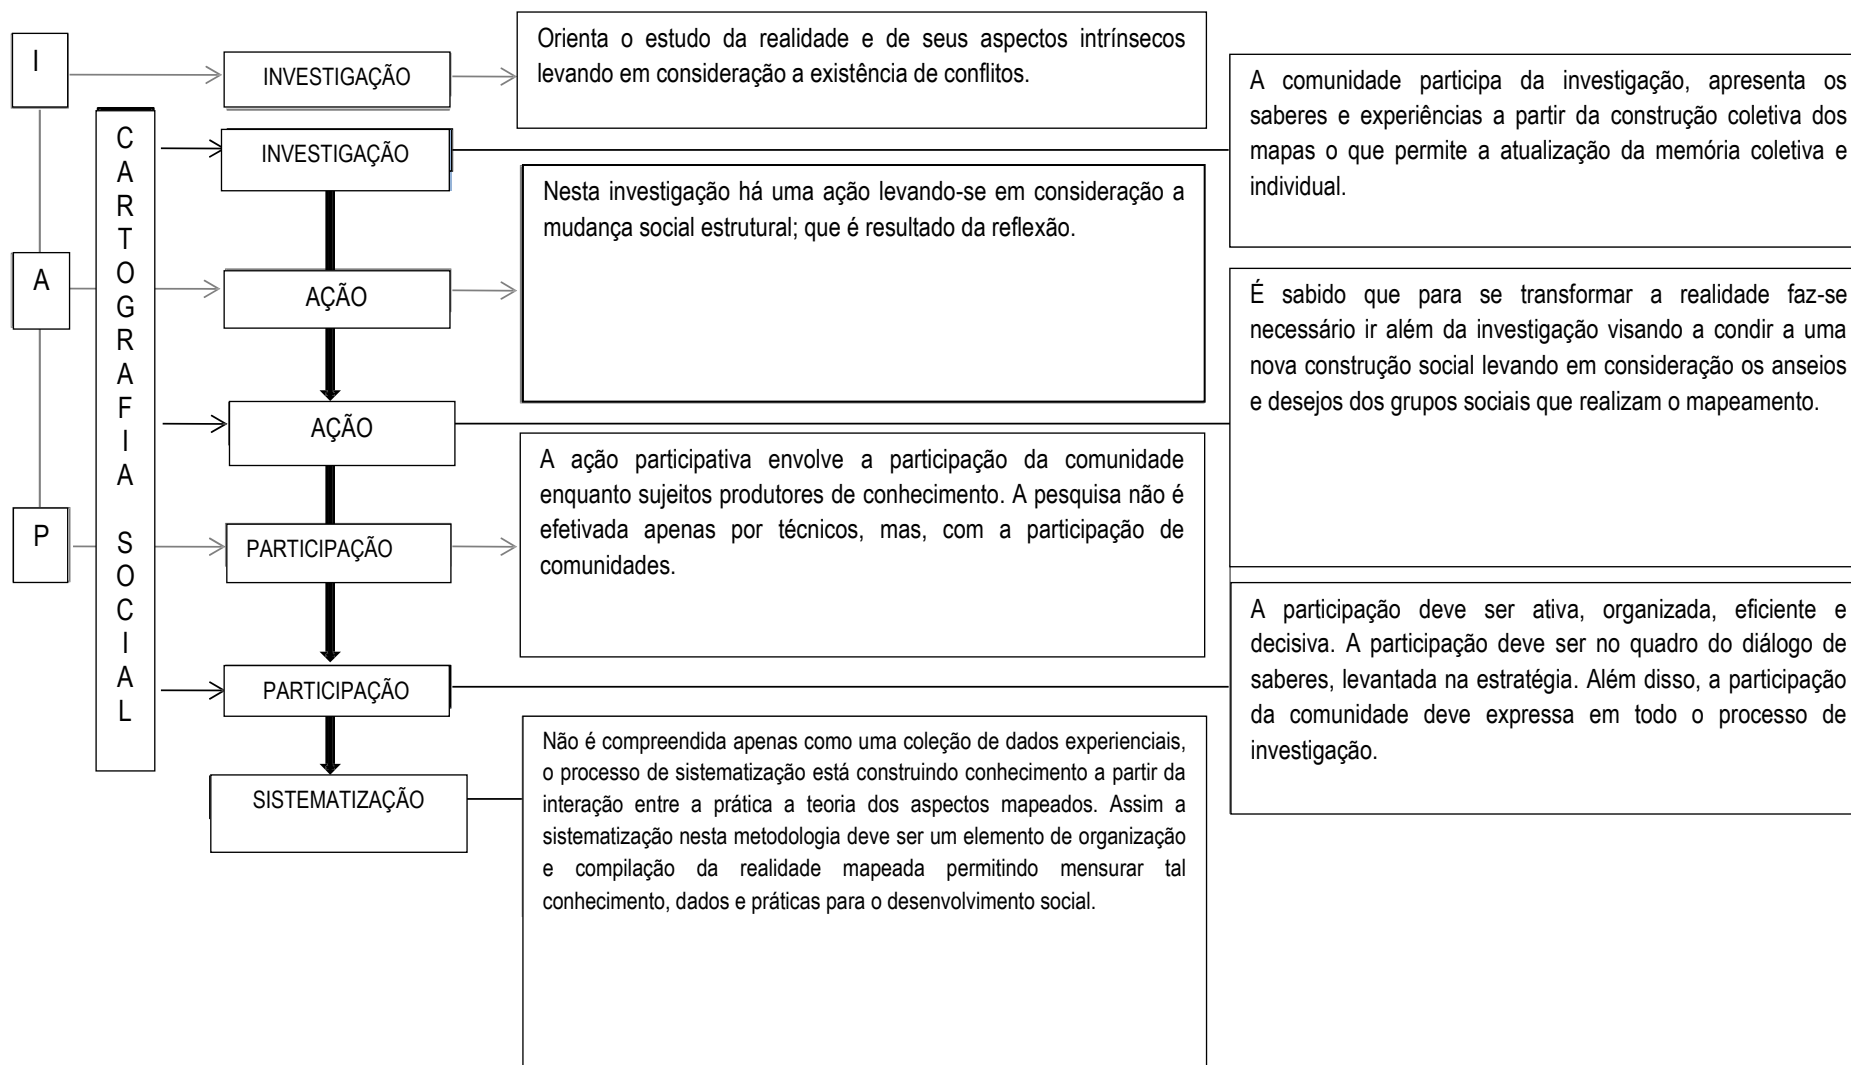 I
INVESTIGAÇÃO
Orienta o estudo da realidade e de seus aspectos intrínsecos
levando em consideração a existência de conflitos.
CARTOGRAFIA SOCIAL
INVESTIGAÇÃO
A comunidade participa da investigação, apresenta os
saberes e experiências a partir da construção coletiva dos
mapas o que permite a atualização da memória coletiva e
individual.
A
AÇÃO
Nesta investigação há uma ação levando-se em consideração a
mudança social estrutural; que é resultado da reflexão.
AÇÃO
É sabido que para se transformar a realidade faz-se
necessário ir além da investigação visando a condir a uma
nova construção social levando em consideração os anseios
e desejos dos grupos sociais que realizam o mapeamento.
P
PARTICIPAÇÃO
A ação participativa envolve a participação da comunidade
enquanto sujeitos produtores de conhecimento. A pesquisa não é
efetivada apenas por técnicos, mas, com a participação de
comunidades.
PARTICIPAÇÃO
A participação deve ser ativa, organizada, eficiente e
decisiva. A participação deve ser no quadro do diálogo de
saberes, levantada na estratégia. Além disso, a participação
da comunidade deve expressa em todo o processo de
investigação.
SISTEMATIZAÇÃO
Não é compreendida apenas como uma coleção de dados experienciais,
o processo de sistematização está construindo conhecimento a partir da
interação entre a prática a teoria dos aspectos mapeados. Assim a
sistematização nesta metodologia deve ser um elemento de organização
e compilação da realidade mapeada permitindo mensurar tal
conhecimento, dados e práticas para o desenvolvimento social.